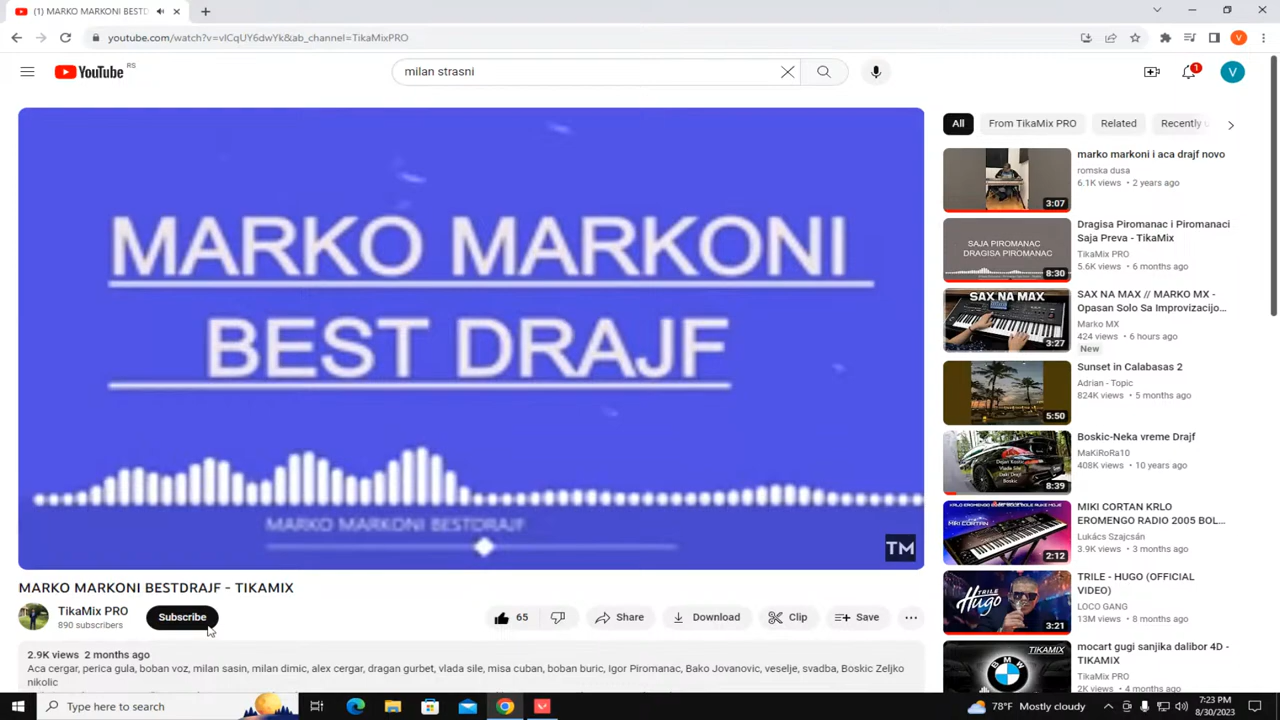 (1) MARKO MARKONI BESTD
youtube.com/watch?v=vlCqUY6dwYk&ab_channel=TikaMixPRO
V
YouTube
RS
milan strasni
1
V
MARKO MARKONI
BESTDRAJF
TM
MARKO MARKONI BESTDRAJF - TIKAMIX
TikaMix PRO
890 subscribers
Subscribe
65
Share
Download
Clip
Save
2.9K views 2 months ago
Aca cergar, perica gula, boban voz, milan sasin, milan dimic, alex cergar, dragan gurbet, vlada sile, misa cuban, boban buric, Igor Piromanac, Bako Jovanovic, veselje, svadba, Boskic Zeljko
nikolic
All
From TikaMix PRO
Related
Recently
marko markoni i aca drajf novo
romska dusa
6.1K views • 2 years ago
3:07
Dragisa Piromanac i Piromanaci
Saja Preva - TikaMix
TikaMix PRO
5.6K views • 6 months ago
SAJA PIROMANAC
DRAGISA PIROMANAC
8:30
SAX NA MAX // MARKO MX -
Opasan Solo Sa Improvizacijo...
Marko MX
424 views • 6 hours ago
New
SAX NA MAX
3:27
Sunset in Calabasas 2
Adrian - Topic
824K views • 5 months ago
5:50
Boskic-Neka vreme Drajf
MaKiRoRa10
408K views • 10 years ago
8:39
MIKI CORTAN KRLO
EROMENGO RADIO 2005 BOL...
Lukács Szajcsán
3.9K views • 3 months ago
MIKI CORTAN
2:12
TRILE - HUGO (OFFICIAL
VIDEO)
LOCO GANG
13M views • 8 months ago
TRILE
Hugo
3:21
mocart gugi sanjika dalibor 4D -
TIKAMIX
TikaMix PRO
2K views • 4 months ago
TIKAMIX
BMW
Type here to search
78°F Mostly cloudy
7:23 PM
8/30/2023